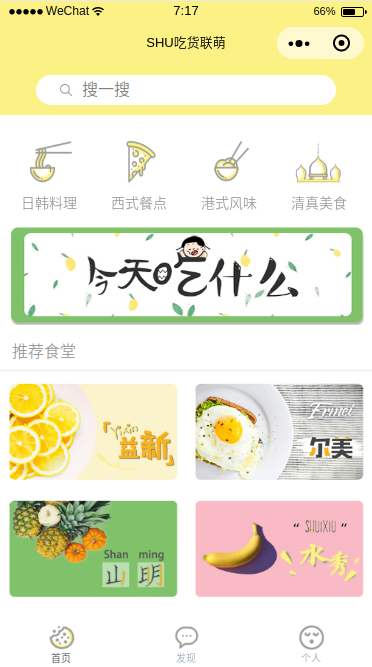 WeChat 7:17 66%
SHU吃货联萌
搜一搜
日韩料理 西式餐点 港式风味 清真美食
今天吃什么
推荐食堂
「YiXin
益新」
Ermei
尔美
Shan ming
山明
“ SHUIXIU ”
水秀
首页 发现 个人